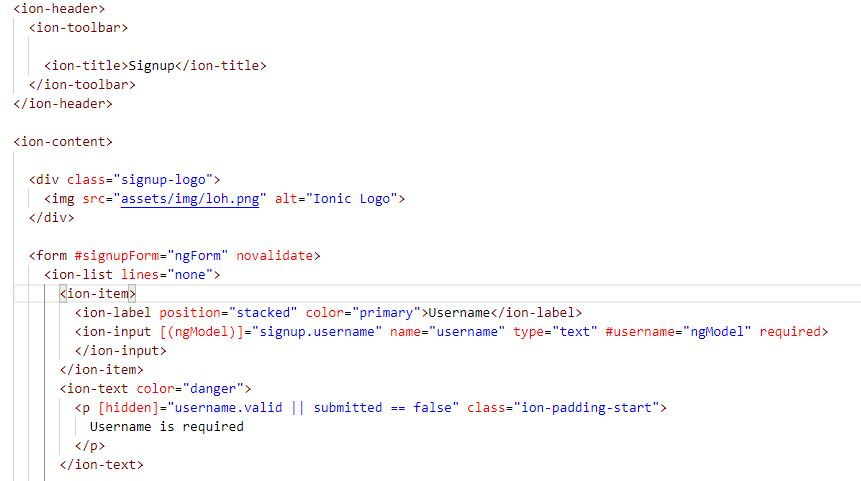 <ion-header>
<ion-toolbar>
<ion-title>Signup</ion-title>
</ion-toolbar>
</ion-header>
<ion-content>
<div class="signup-logo">
<img src="assets/img/loh.png" alt="Ionic Logo">
</div>
<form #signupForm="ngForm" novalidate>
<ion-list lines="none">
<ion-item>
<ion-label position="stacked" color="primary">Username</ion-label>
<ion-input [(ngModel)]="signup.username" name="username" type="text" #username="ngModel" required>
</ion-input>
</ion-item>
<ion-text color="danger">
<p [hidden]="username.valid || submitted == false" class="ion-padding-start">
Username is required
</p>
</ion-text>